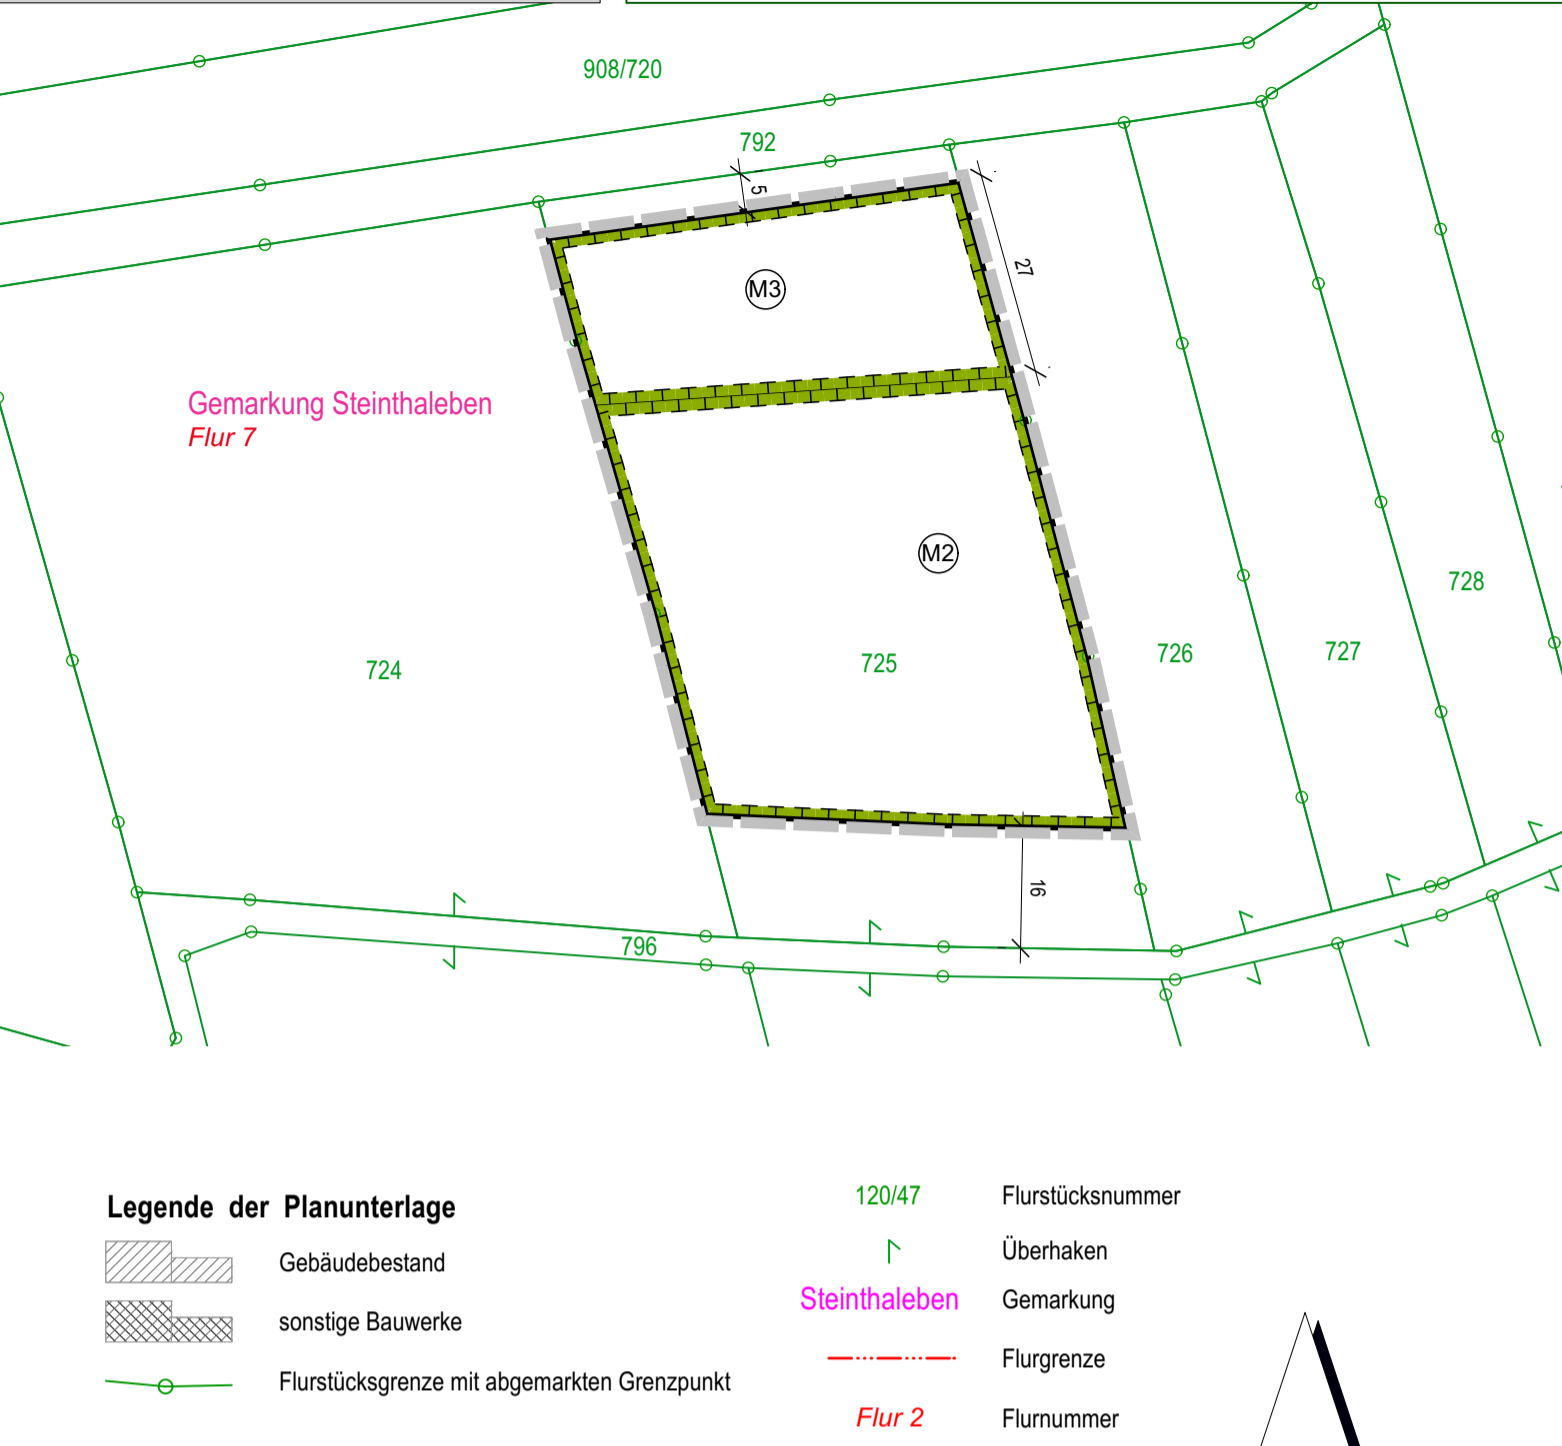 908/720
792
5
27
M3
Gemarkung Steinthaleben
Flur 7
M2
728
726
727
724
725
16
796
Legende der Planunterlage
Gebäudebestand
sonstige Bauwerke
Flurstücksgrenze mit abgemarkten Grenzpunkt
120/47 Flurstücksnummer
Überhaken
Steinthaleben Gemarkung
Flurgrenze
Flur 2 Flurnummer